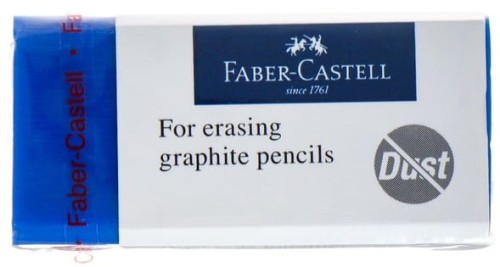 FABER-CASTELL
since 1761
For erasing
graphite pencils
Dust
Faber-Castell • Fa